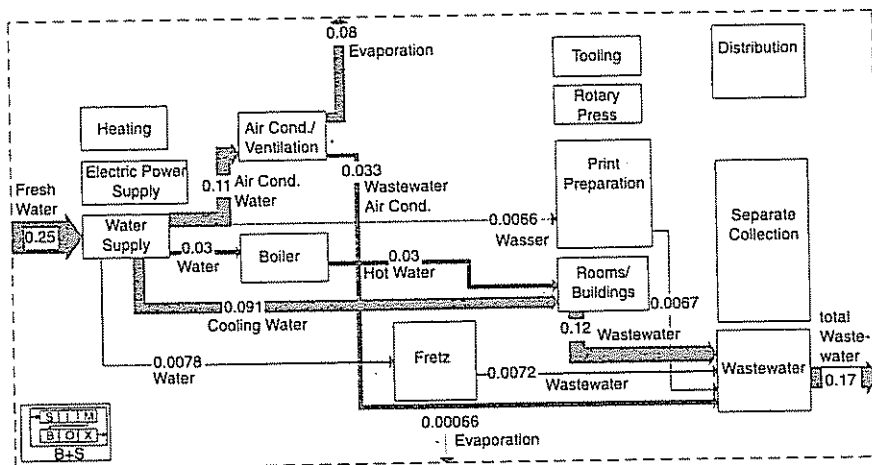 0.08
Evaporation
Tooling
Distribution
Rotary
Press
Heating
Air Cond./
Ventilation
Electric Power
Supply
0.11
Air Cond.
Water
0.033
Wastewater
Air Cond.
Print
Preparation
Fresh
Water
0.25
Water
Supply
0.0066
Wasser
Separate
Collection
0.03
Water
Boiler
0.03
Hot Water
Rooms/
Buildings
0.0067
0.091
Cooling Water
0.12
Wastewater
total
Waste-
water
0.17
0.0078
Water
Fretz
0.0072
Wastewater
Wastewater
0.00066
Evaporation
S I M
B O X
B+S